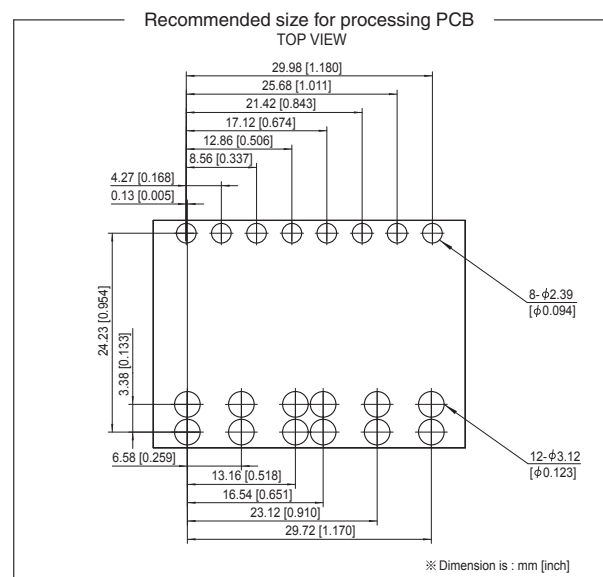 Recommended size for processing PCB
TOP VIEW
29.98 [1.180]
25.68 [1.011]
21.42 [0.843]
17.12 [0.674]
12.86 [0.506]
8.56 [0.337]
4.27 [0.168]
0.13 [0.005]
24.23 [0.954]
3.38 [0.133]
8-ϕ2.39
[ϕ0.094]
6.58 [0.259]
13.16 [0.518]
16.54 [0.651]
23.12 [0.910]
29.72 [1.170]
12-ϕ3.12
[ϕ0.123]
※ Dimension is : mm [inch]